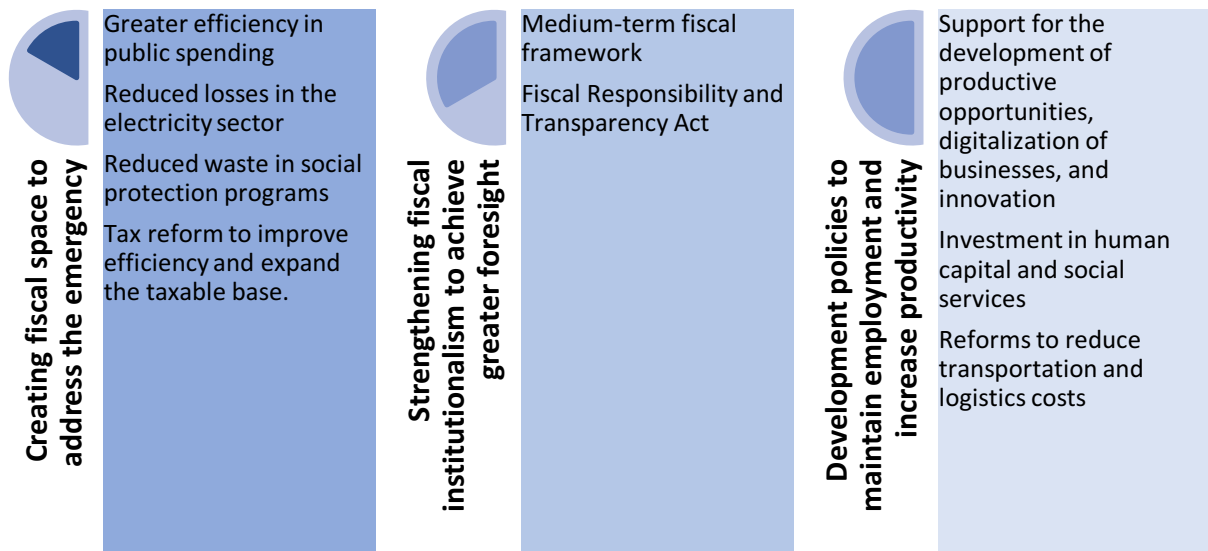 Creating fiscal space to
address the emergency
Greater efficiency in
public spending
Reduced losses in the
electricity sector
Reduced waste in social
protection programs
Tax reform to improve
efficiency and expand
the taxable base.
Strengthening fiscal
institutionalism to achieve
greater foresight
Medium-term fiscal
framework
Fiscal Responsibility and
Transparency Act
Development policies to
maintain employment and
increase productivity
Support for the
development of
productive
opportunities,
digitalization of
businesses, and
innovation
Investment in human
capital and social
services
Reforms to reduce
transportation and
logistics costs